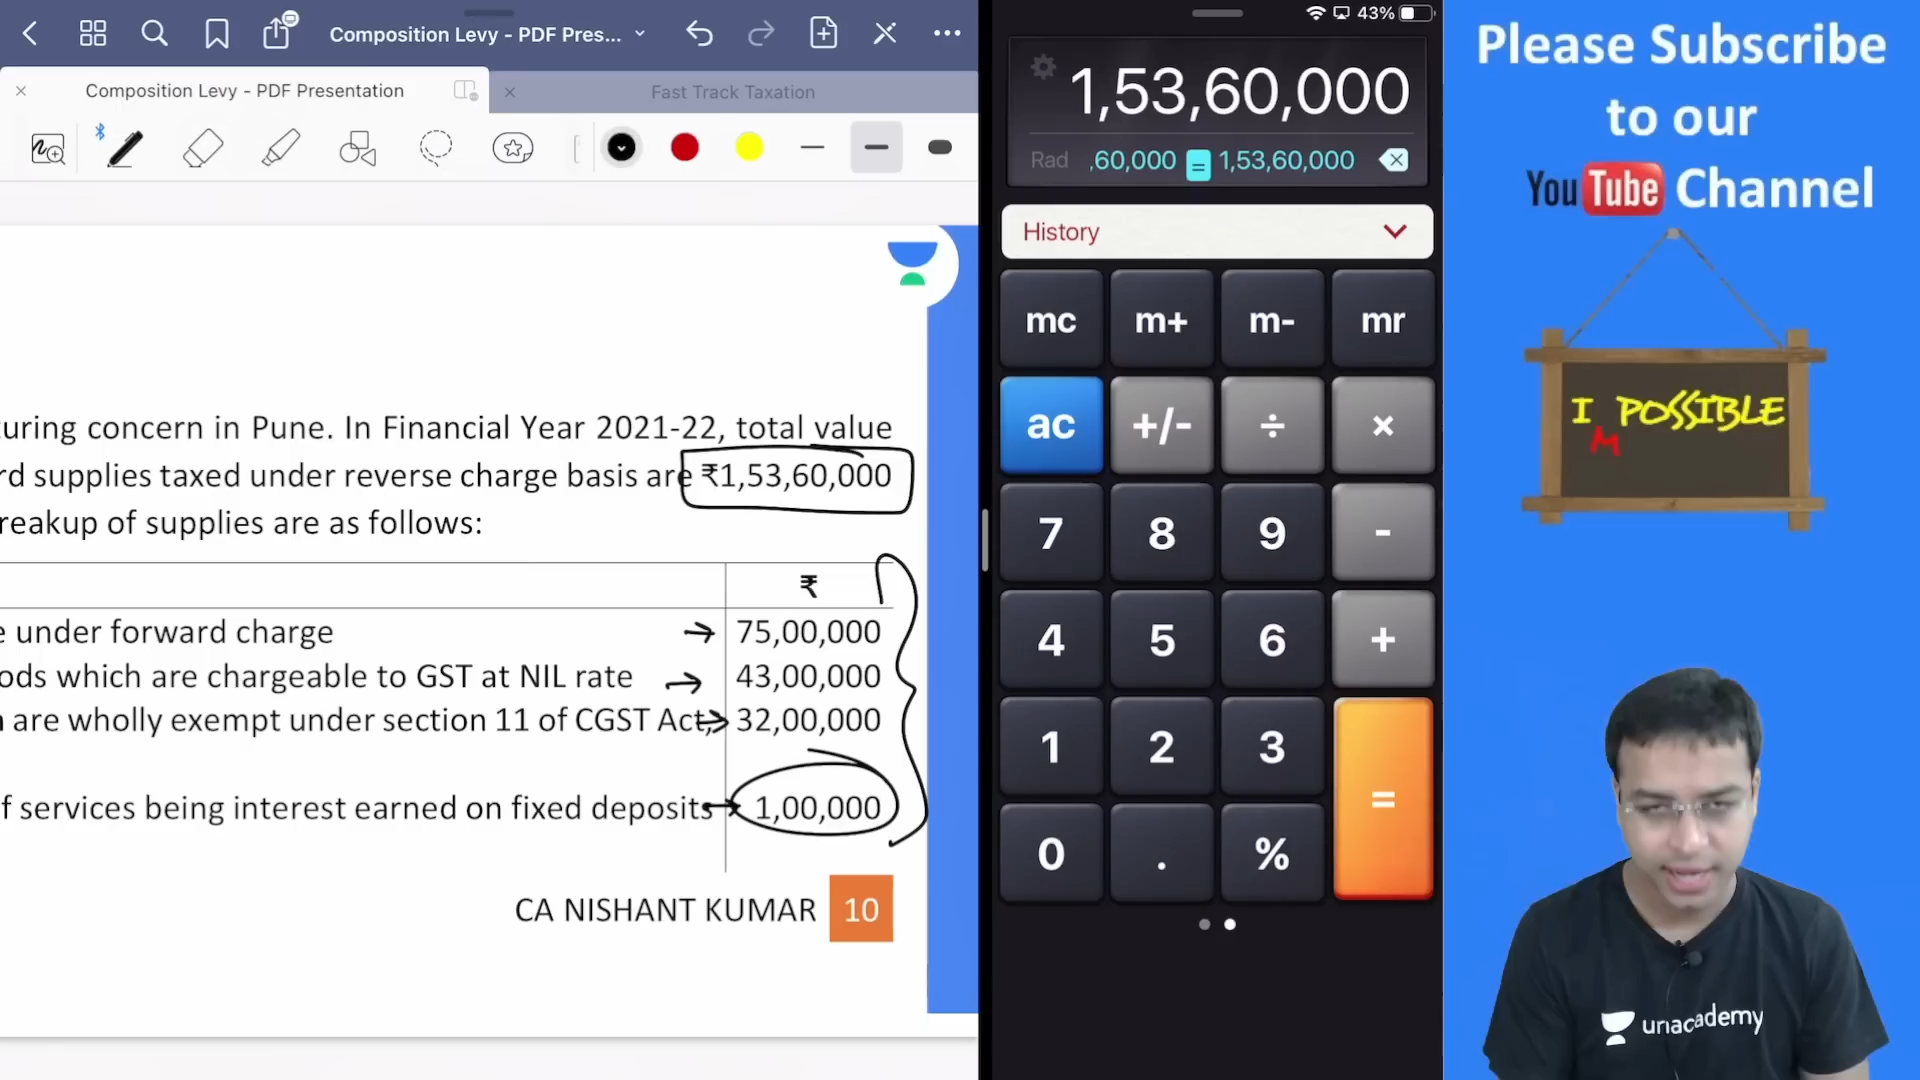 Composition Levy - PDF Pres...
Composition Levy - PDF Presentation
Fast Track Taxation
turing concern in Pune. In Financial Year 2021-22, total value
rd supplies taxed under reverse charge basis are ₹1,53,60,000
reakup of supplies are as follows:
₹
e under forward charge → 75,00,000
ods which are chargeable to GST at NIL rate → 43,00,000
are wholly exempt under section 11 of CGST Act, → 32,00,000
f services being interest earned on fixed deposits → 1,00,000
CA NISHANT KUMAR 10
43%
1,53,60,000
Rad ,60,000 = 1,53,60,000
History
mc m+ m- mr
ac +/- ÷ ×
7 8 9 -
4 5 6 +
1 2 3
0 . % =
Please Subscribe
to our
YouTube Channel
I POSSIBLE
M
unacademy